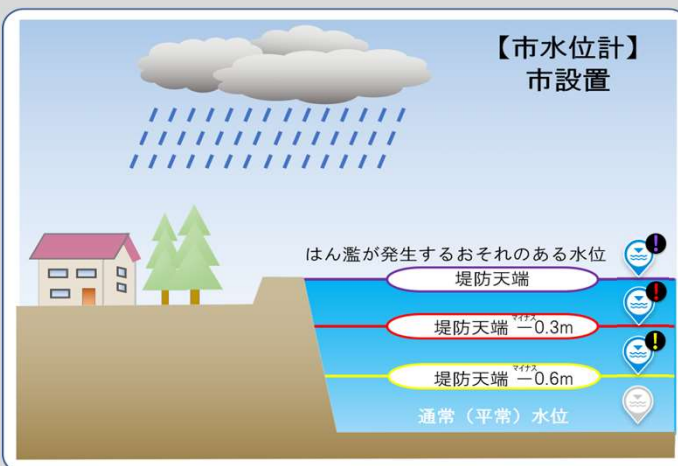 【市水位計】
市設置
はん濫が発生するおそれのある水位
堤防天端
マイナス
堤防天端 －0.3m
マイナス
堤防天端 －0.6m
通常（平常）水位